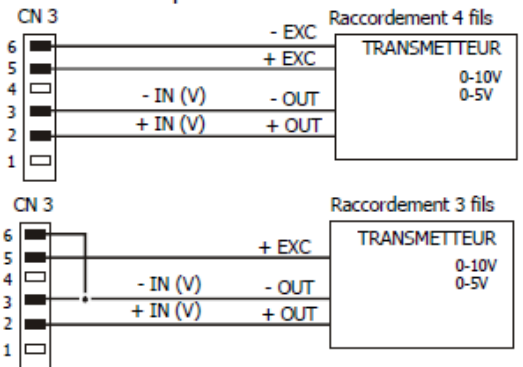 CN 3
Raccordement 4 fils
6
- EXC
TRANSMETTEUR
5
+ EXC
0-10V
4
0-5V
- IN (V) - OUT
3
+ IN (V) + OUT
2
1
CN 3
Raccordement 3 fils
6
TRANSMETTEUR
+ EXC
5
0-10V
4
0-5V
- IN (V) - OUT
3
+ IN (V) + OUT
2
1